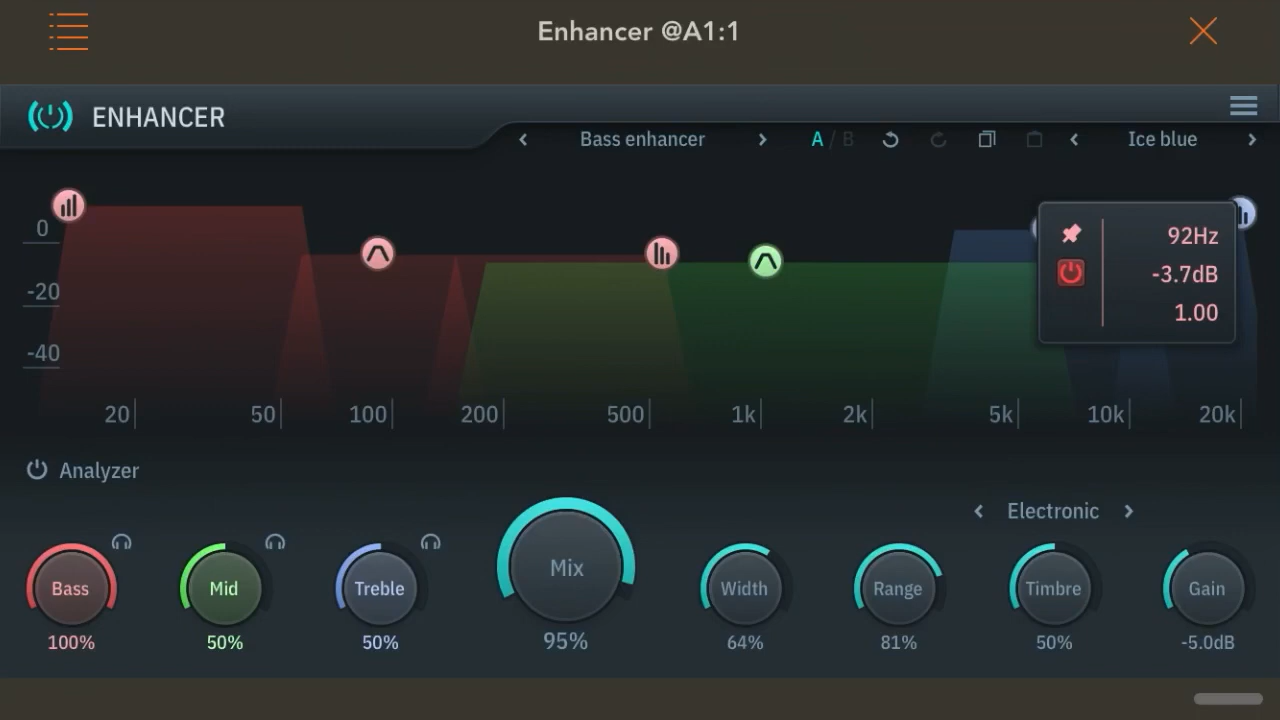 Enhancer @A1:1
ENHANCER
Bass enhancer
A / B
Ice blue
0
-20
-40
92Hz
-3.7dB
1.00
20 50 100 200 500 1k 2k 5k 10k 20k
Analyzer
Electronic
Bass Mid Treble Mix Width Range Timbre Gain
100% 50% 50% 95% 64% 81% 50% -5.0dB